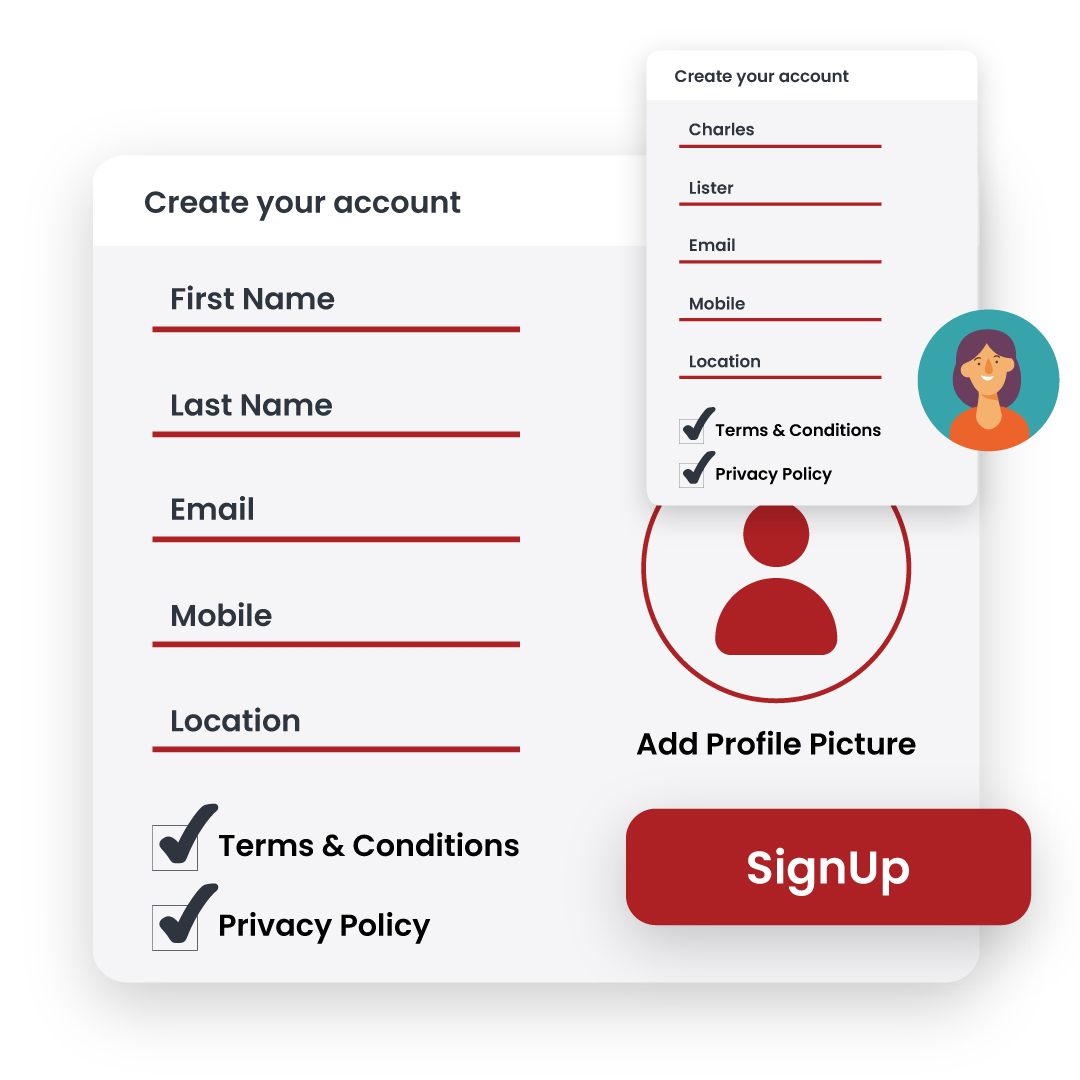 Create your account
Charles
Lister
Email
Mobile
Location
Terms & Conditions
Privacy Policy
Create your account
First Name
Last Name
Email
Mobile
Location
Terms & Conditions
Privacy Policy
Add Profile Picture
SignUp